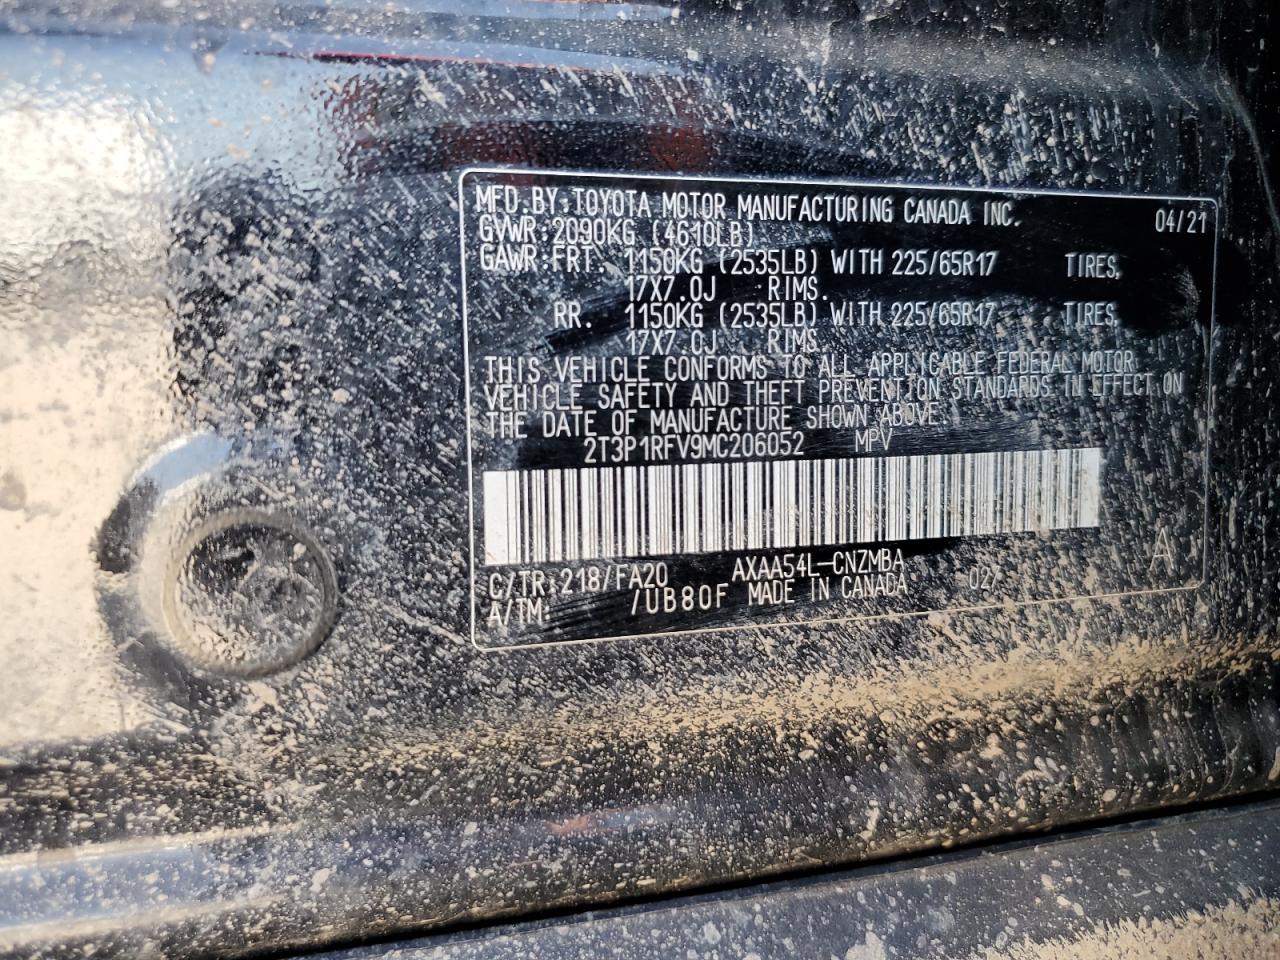 MFD.BY:TOYOTA MOTOR MANUFACTURING CANADA INC. 04/21
GVWR:2090KG (4610LB)
GAWR:FRT. 1150KG (2535LB) WITH 225/65R17 TIRES,
17X7.0J RIMS.
RR. 1150KG (2535LB) WITH 225/65R17 TIRES,
17X7.0J RIMS.
THIS VEHICLE CONFORMS TO ALL APPLICABLE FEDERAL MOTOR
VEHICLE SAFETY AND THEFT PREVENTION STANDARDS IN EFFECT ON
THE DATE OF MANUFACTURE SHOWN ABOVE.
2T3P1RFV9MC206052 MPV
C/TR:218/FA20 AXAA54L-CNZMBA
A/TM: /UB80F MADE IN CANADA
A